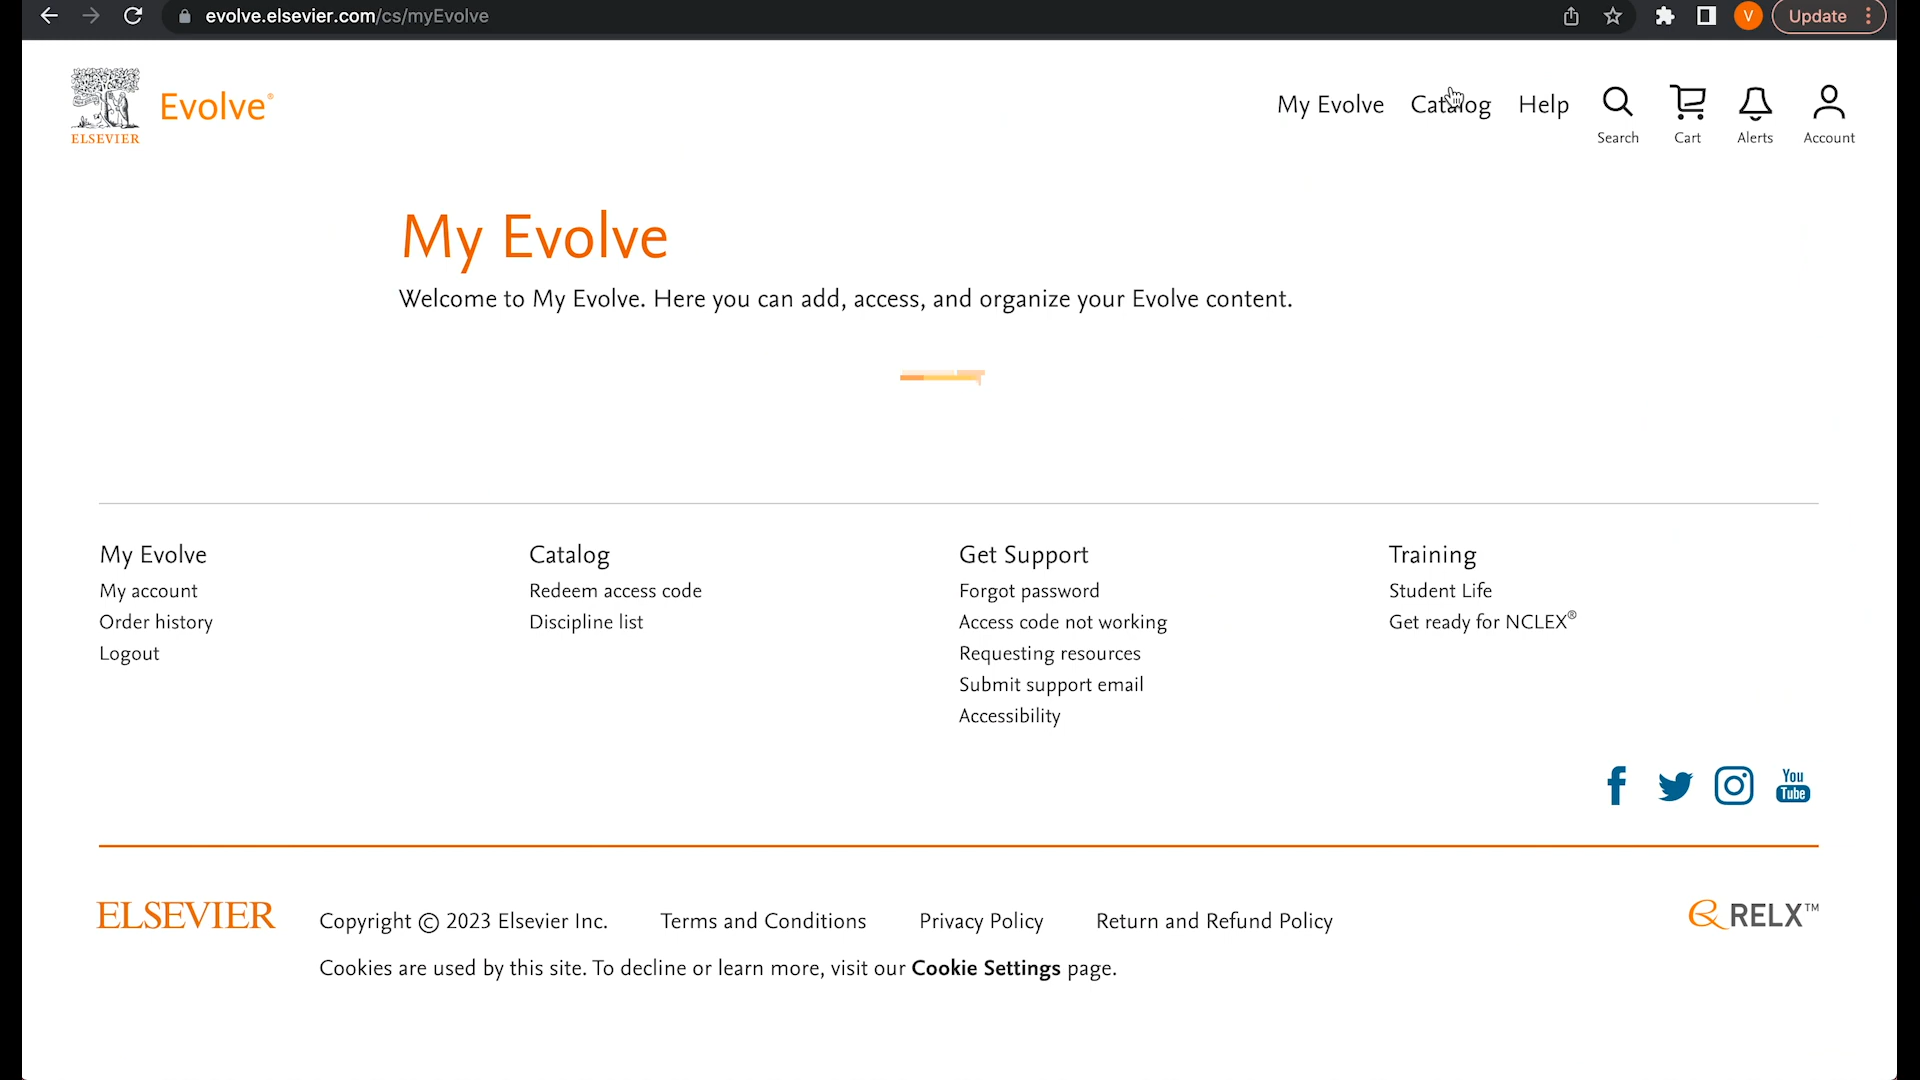 evolve.elsevier.com/cs/myEvolve
V
Update
ELSEVIER
Evolve®
My Evolve
Catalog
Help
Search
Cart
Alerts
Account
My Evolve
Welcome to My Evolve. Here you can add, access, and organize your Evolve content.
My Evolve
My account
Order history
Logout
Catalog
Redeem access code
Discipline list
Get Support
Forgot password
Access code not working
Requesting resources
Submit support email
Accessibility
Training
Student Life
Get ready for NCLEX®
You
Tube
ELSEVIER
Copyright © 2023 Elsevier Inc.
Terms and Conditions
Privacy Policy
Return and Refund Policy
RELX™
Cookies are used by this site. To decline or learn more, visit our Cookie Settings page.